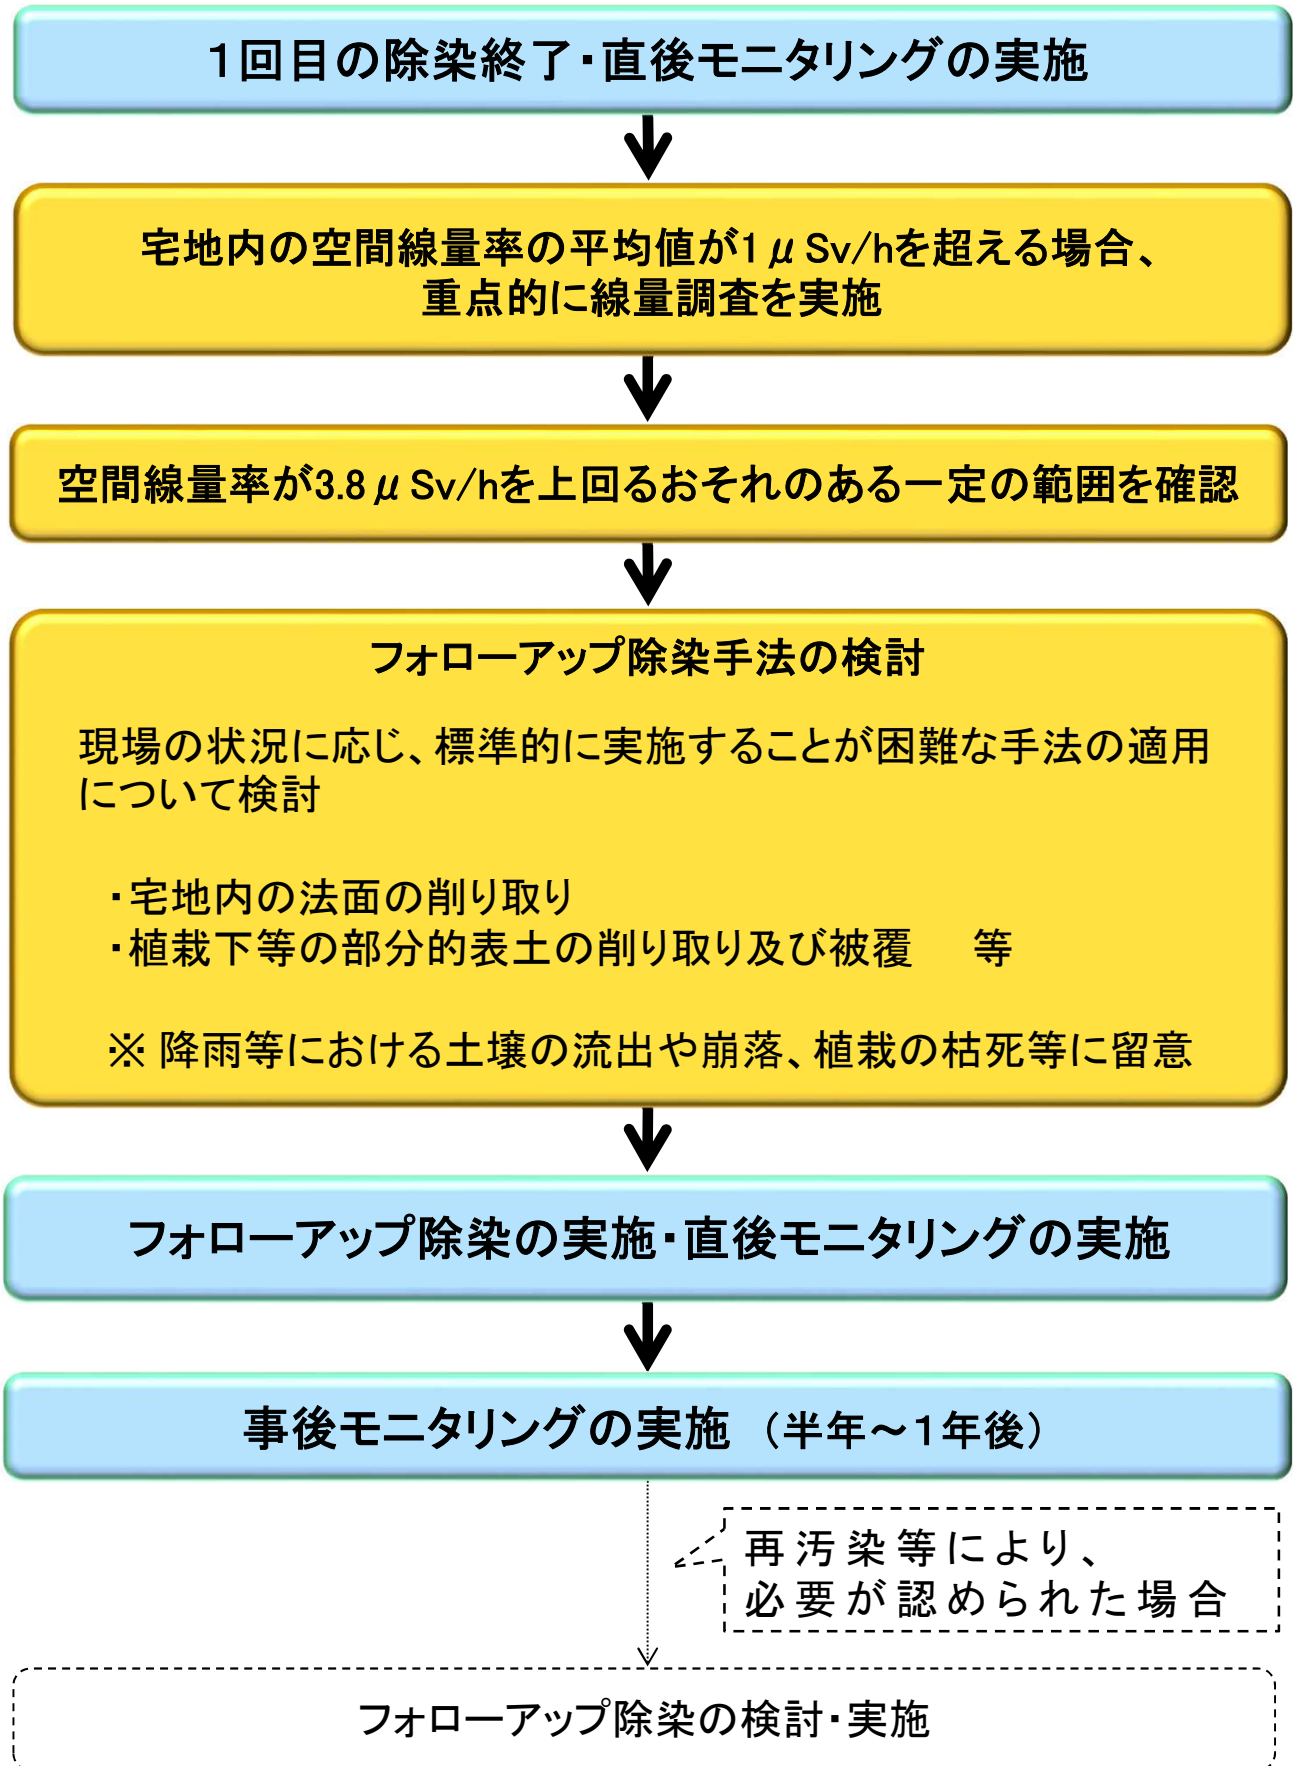 1回目の除染終了・直後モニタリングの実施
宅地内の空間線量率の平均値が1μSv/hを超える場合、
重点的に線量調査を実施
空間線量率が3.8μSv/hを上回るおそれのある一定の範囲を確認
フォローアップ除染手法の検討
現場の状況に応じ、標準的に実施することが困難な手法の適用
について検討
・宅地内の法面の削り取り
・植栽下等の部分的表土の削り取り及び被覆　等
※ 降雨等における土壌の流出や崩落、植栽の枯死等に留意
フォローアップ除染の実施・直後モニタリングの実施
事後モニタリングの実施（半年～1年後）
再汚染等により、
必要が認められた場合
フォローアップ除染の検討・実施